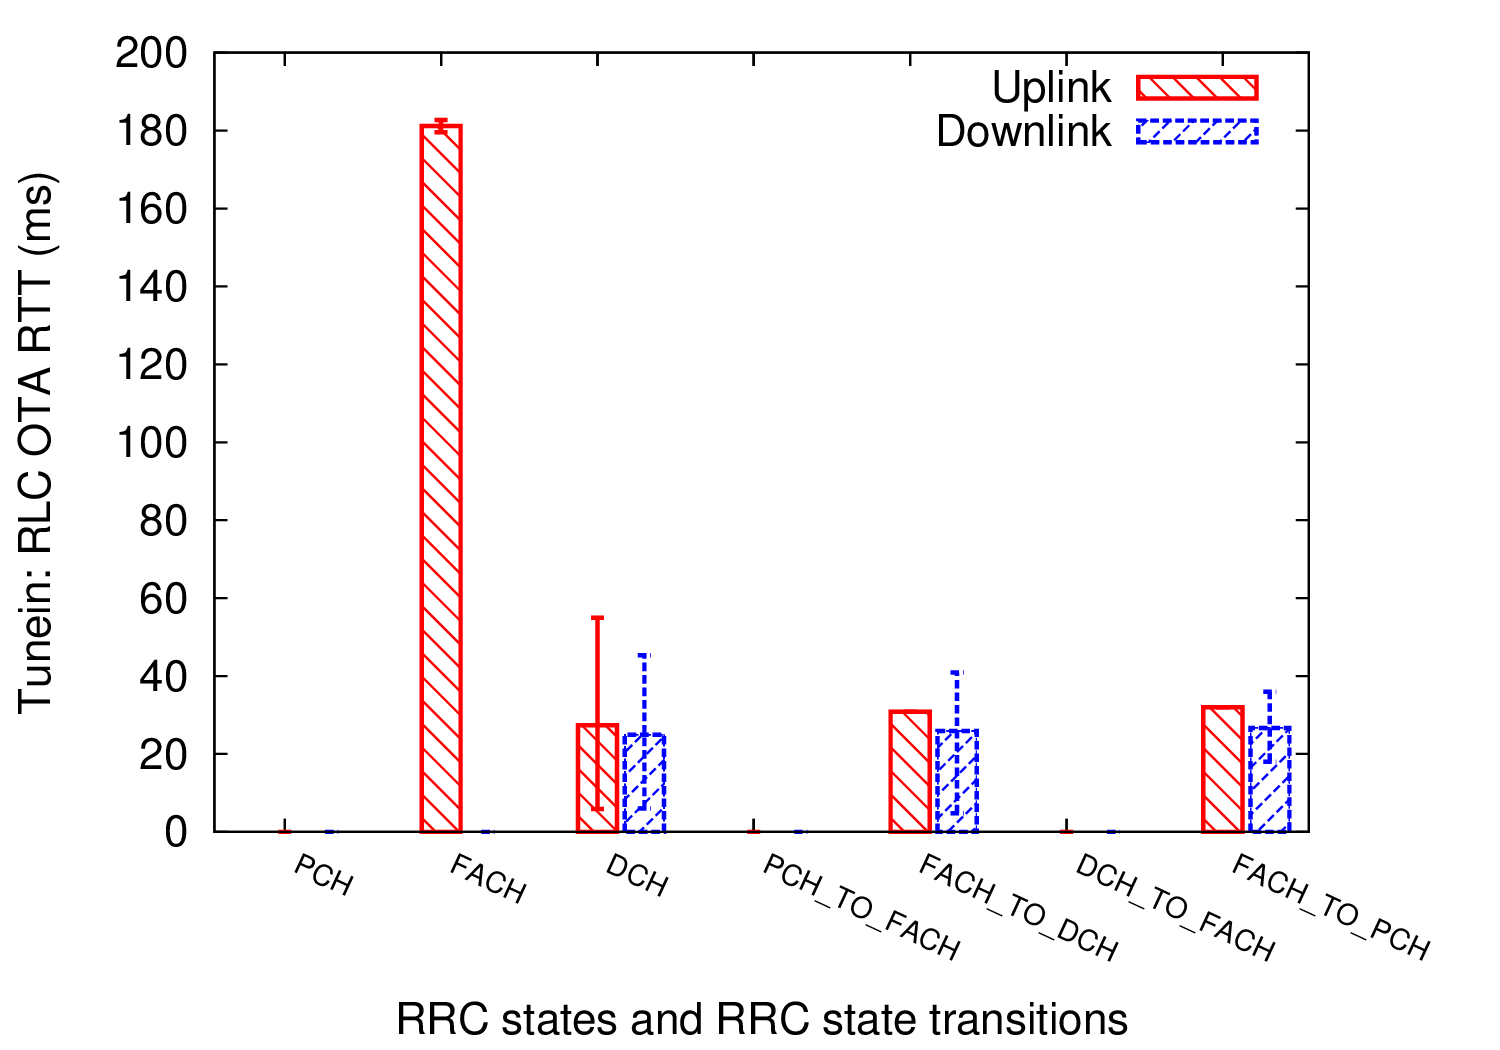 Tunein: RLC OTA RTT (ms)
200
180
160
140
120
100
80
60
40
20
0
Uplink
Downlink
PCH
FACH
DCH
PCH_TO_FACH
FACH_TO_DCH
DCH_TO_FACH
FACH_TO_PCH
RRC states and RRC state transitions